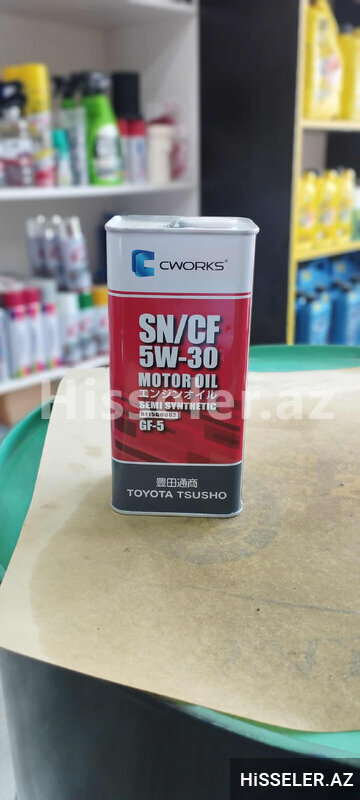 CWORKS®
SN/CF
5W-30
MOTOR OIL
エンジンオイル
Hisseler.az
SEMI SYNTHETIC
GF-5
豊田通商
TOYOTA TSUSHO
HiSSELER.AZ